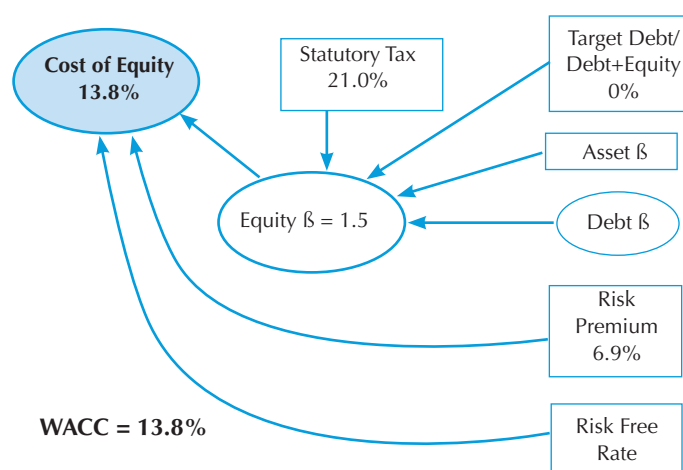 Cost of Equity
13.8%
Statutory Tax
21.0%
Target Debt/
Debt+Equity
0%
Asset ß
Equity ß = 1.5
Debt ß
Risk
Premium
6.9%
WACC = 13.8%
Risk Free
Rate